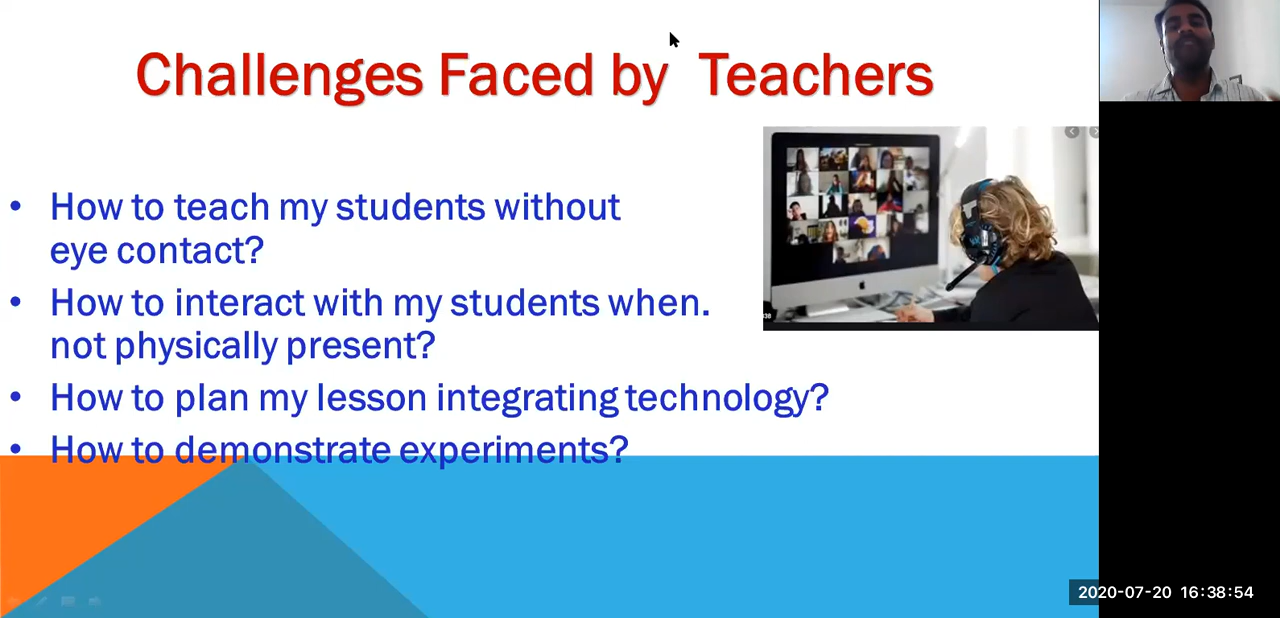 Challenges Faced by Teachers
• How to teach my students without
eye contact?
• How to interact with my students when.
not physically present?
• How to plan my lesson integrating technology?
• How to demonstrate experiments?
2020-07-20 16:38:54